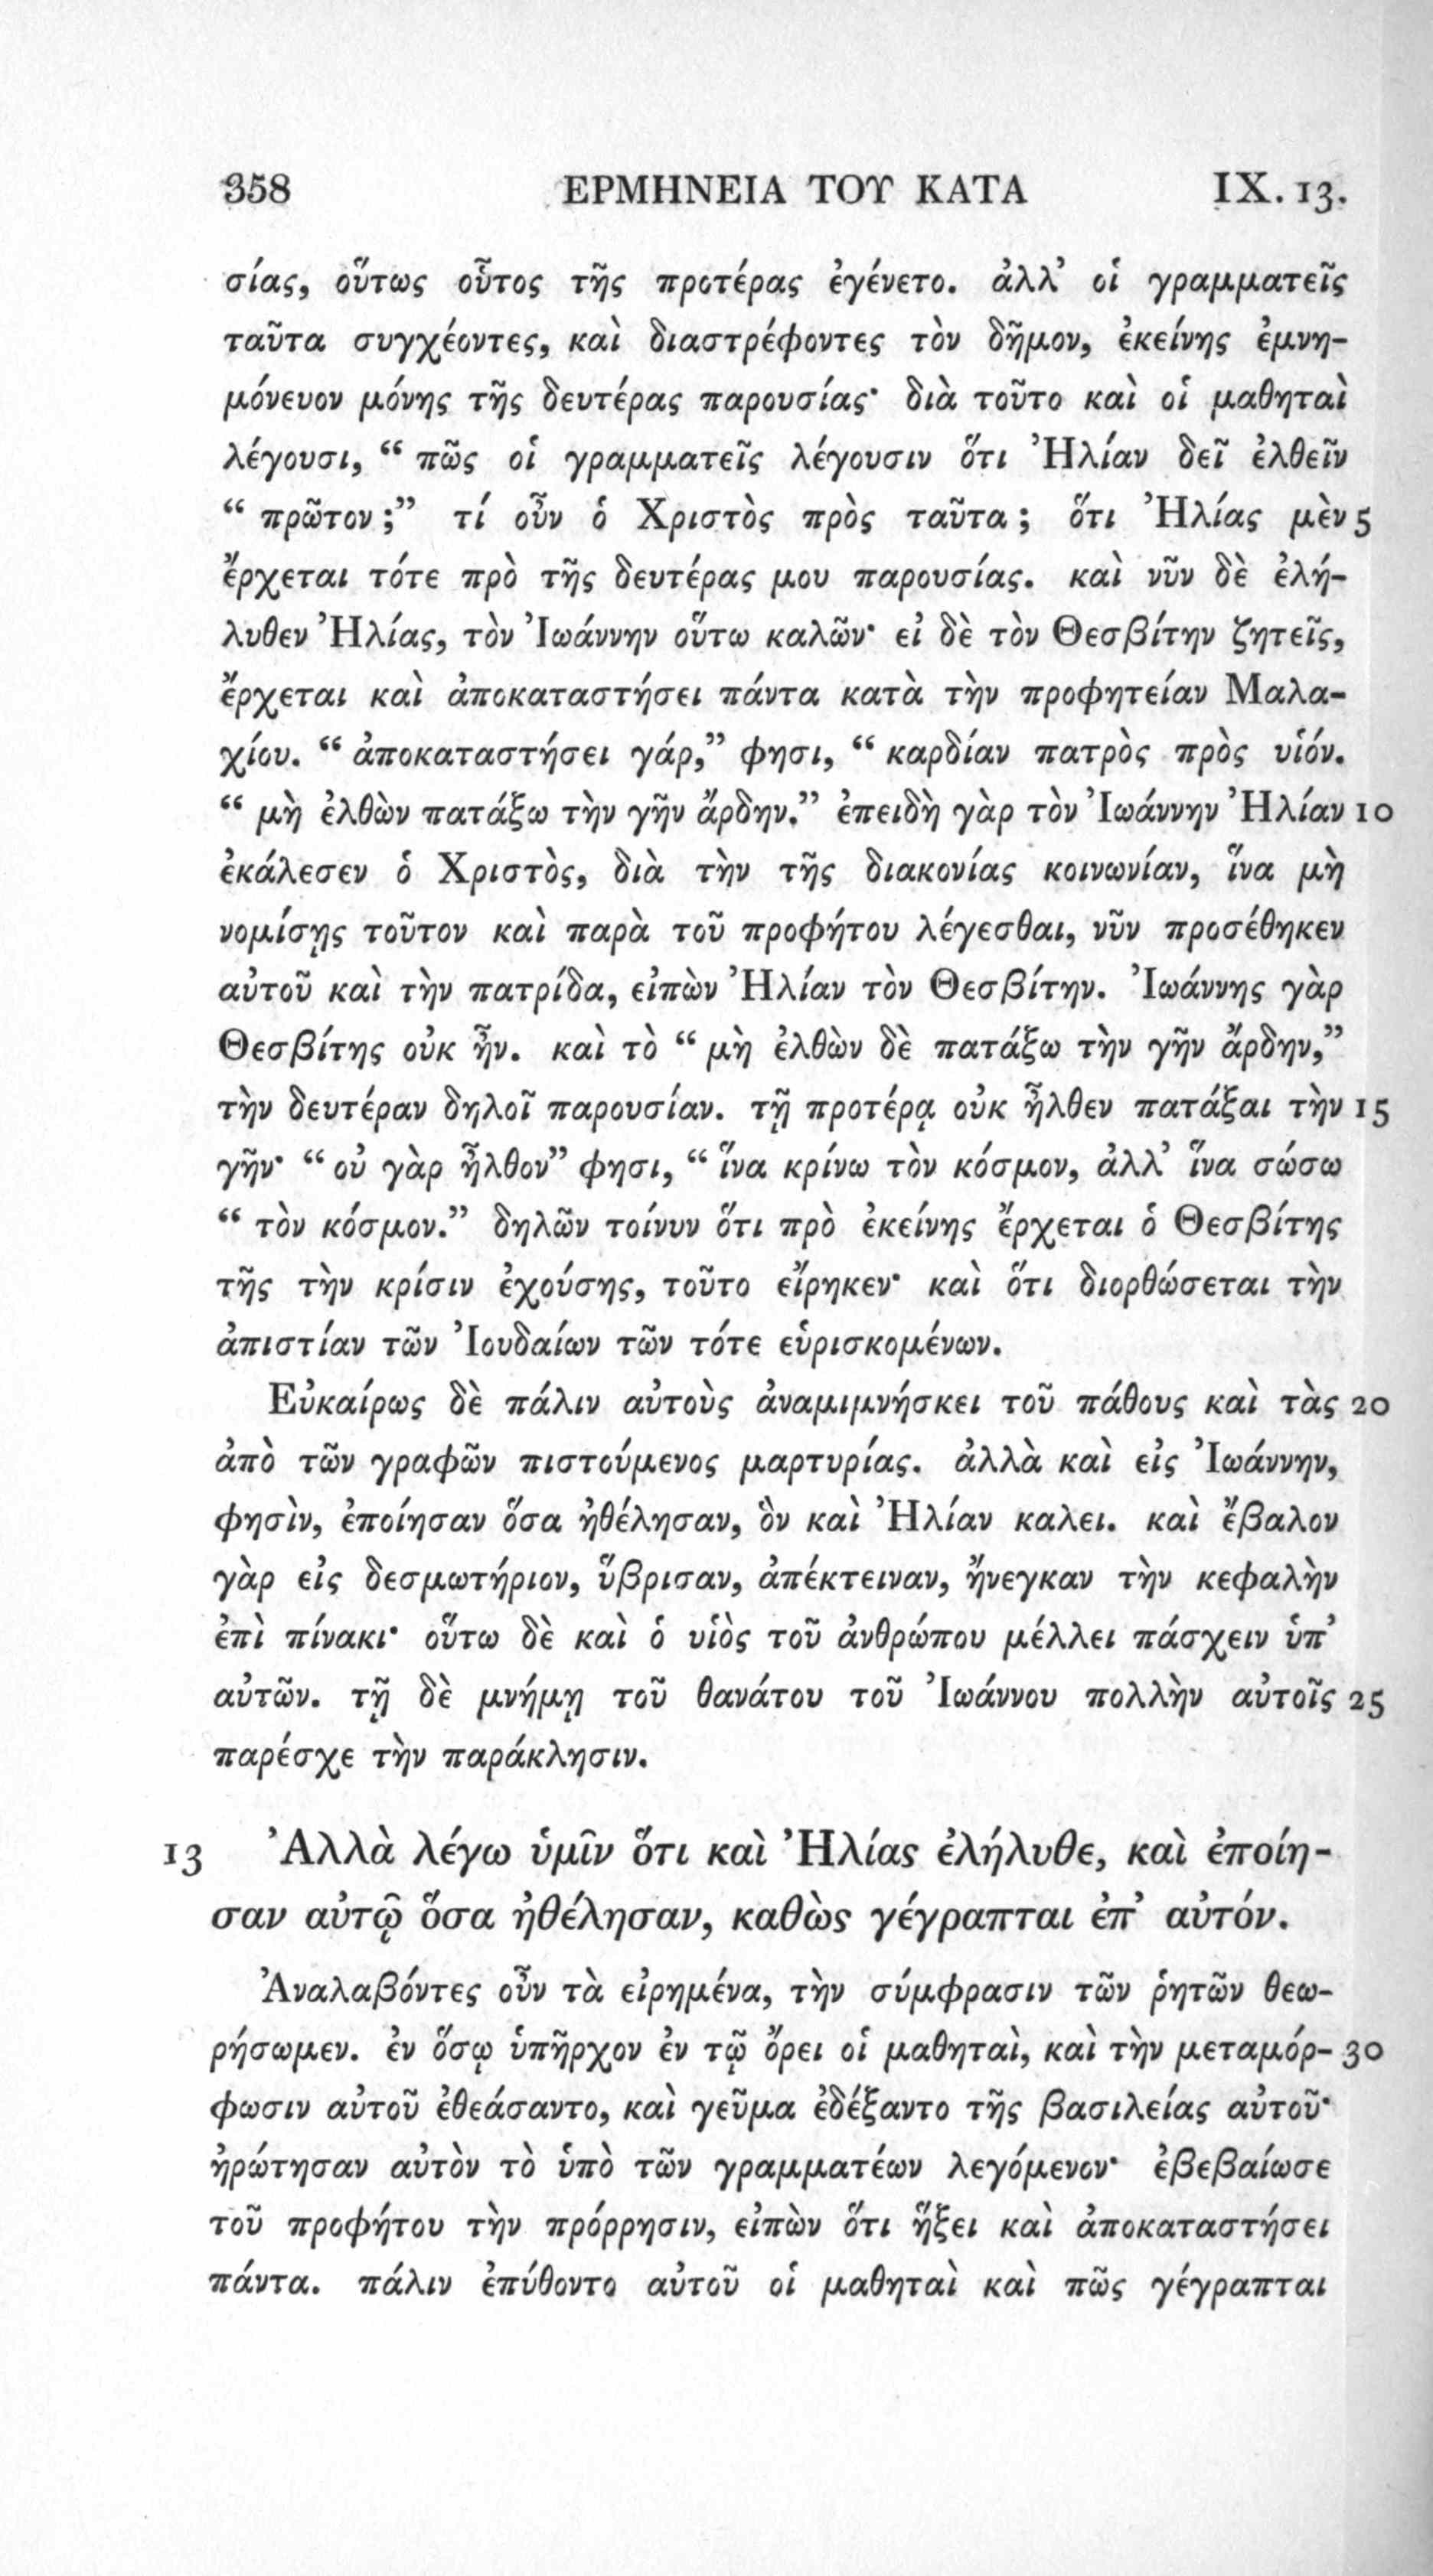 358 ΕΡΜΗΝΕΙΑ ΤΟΥ ΚΑΤΑ IX. 13.
σίας, οὕτως οὗτος τῆς προτέρας ἐγένετο. ἀλλ᾽ οἱ γραμματεῖς
ταῦτα συγχέοντες, καὶ διαστρέφοντες τὸν δῆμον, ἐκείνης ἐμνη-
μόνευον μόνης τῆς δευτέρας παρουσίας· διὰ τοῦτο καὶ οἱ μαθηταὶ
λέγουσι, “ πῶς οἱ γραμματεῖς λέγουσιν ὅτι Ἠλίαν δεῖ ἐλθεῖν
“ πρῶτον ;” τί οὖν ὁ Χριστὸς πρὸς ταῦτα ; ὅτι Ἠλίας μὲν 5
ἔρχεται τότε πρὸ τῆς δευτέρας μου παρουσίας. καὶ νῦν δὲ ἐλή-
λυθεν Ἠλίας, τὸν Ἰωάννην οὕτω καλῶν· εἰ δὲ τὸν Θεσβίτην ζητεῖς,
ἔρχεται καὶ ἀποκαταστήσει πάντα κατὰ τὴν προφητείαν Μαλα-
χίου. “ ἀποκαταστήσει γάρ,” φησι, “ καρδίαν πατρὸς πρὸς υἱόν.
“ μὴ ἐλθὼν πατάξω τὴν γῆν ἄρδην.” ἐπειδὴ γὰρ τὸν Ἰωάννην Ἠλίαν 10
ἐκάλεσεν ὁ Χριστὸς, διὰ τὴν τῆς διακονίας κοινωνίαν, ἵνα μὴ
νομίσῃς τοῦτον καὶ παρὰ τοῦ προφήτου λέγεσθαι, νῦν προσέθηκεν
αὐτοῦ καὶ τὴν πατρίδα, εἰπὼν Ἠλίαν τὸν Θεσβίτην. Ἰωάννης γὰρ
Θεσβίτης οὐκ ἦν. καὶ τὸ “ μὴ ἐλθὼν δὲ πατάξω τὴν γῆν ἄρδην,”
τὴν δευτέραν δηλοῖ παρουσίαν. τῇ προτέρᾳ οὐκ ἦλθεν πατάξαι τὴν 15
γῆν· “ οὐ γὰρ ἦλθον” φησι, “ ἵνα κρίνω τὸν κόσμον, ἀλλ᾽ ἵνα σώσω
“ τὸν κόσμον.” δηλῶν τοίνυν ὅτι πρὸ ἐκείνης ἔρχεται ὁ Θεσβίτης
τῆς τὴν κρίσιν ἐχούσης, τοῦτο εἴρηκεν· καὶ ὅτι διορθώσεται τὴν
ἀπιστίαν τῶν Ἰουδαίων τῶν τότε εὑρισκομένων.
Εὐκαίρως δὲ πάλιν αὐτοὺς ἀναμιμνήσκει τοῦ πάθους καὶ τὰς 20
ἀπὸ τῶν γραφῶν πιστούμενος μαρτυρίας. ἀλλὰ καὶ εἰς Ἰωάννην,
φησὶν, ἐποίησαν ὅσα ἠθέλησαν, ὃν καὶ Ἠλίαν καλει. καὶ ἔβαλον
γὰρ εἰς δεσμωτήριον, ὕβρισαν, ἀπέκτειναν, ἤνεγκαν τὴν κεφαλὴν
ἐπὶ πίνακι· οὕτω δὲ καὶ ὁ υἱὸς τοῦ ἀνθρώπου μέλλει πάσχειν ὑπ᾽
αὐτῶν. τῇ δὲ μνήμῃ τοῦ θανάτου τοῦ Ἰωάννου πολλὴν αὐτοῖς 25
παρέσχε τὴν παράκλησιν.
13 Ἀλλὰ λέγω ὑμῖν ὅτι καὶ Ἠλίας ἐλήλυθε, καὶ ἐποίη-
σαν αὐτῷ ὅσα ἠθέλησαν, καθὼς γέγραπται ἐπ᾽ αὐτόν.
Ἀναλαβόντες οὖν τὰ εἰρημένα, τὴν σύμφρασιν τῶν ῥητῶν θεω-
ρήσωμεν. ἐν ὅσῳ ὑπῆρχον ἐν τῷ ὄρει οἱ μαθηταὶ, καὶ τὴν μεταμόρ- 30
φωσιν αὐτοῦ ἐθεάσαντο, καὶ γεῦμα ἐδέξαντο τῆς βασιλείας αὐτοῦ·
ἠρώτησαν αὐτὸν τὸ ὑπὸ τῶν γραμματέων λεγόμενον· ἐβεβαίωσε
τοῦ προφήτου τὴν πρόρρησιν, εἰπὼν ὅτι ἥξει καὶ ἀποκαταστήσει
πάντα. πάλιν ἐπύθοντο αὐτοῦ οἱ μαθηταὶ καὶ πῶς γέγραπται